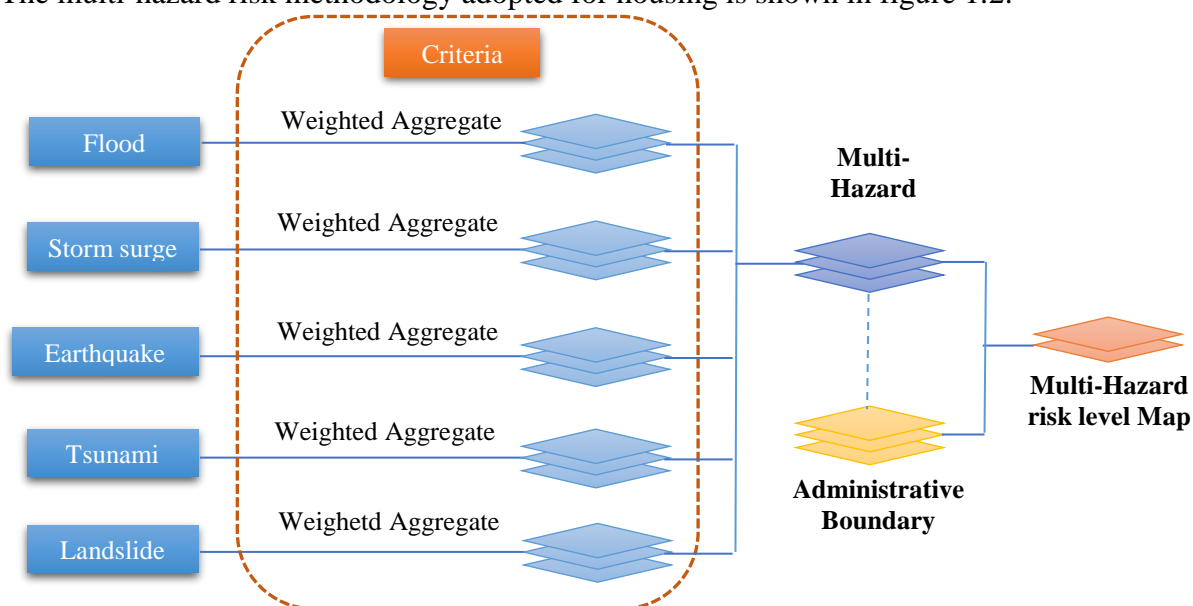 The multi-hazard risk methodology adopted for housing is shown in figure 1.2.
Criteria
Flood
Weighted Aggregate
Storm surge
Weighted Aggregate
Earthquake
Weighted Aggregate
Tsunami
Weighted Aggregate
Landslide
Weighetd Aggregate
Multi-
Hazard
Administrative
Boundary
Multi-Hazard
risk level Map